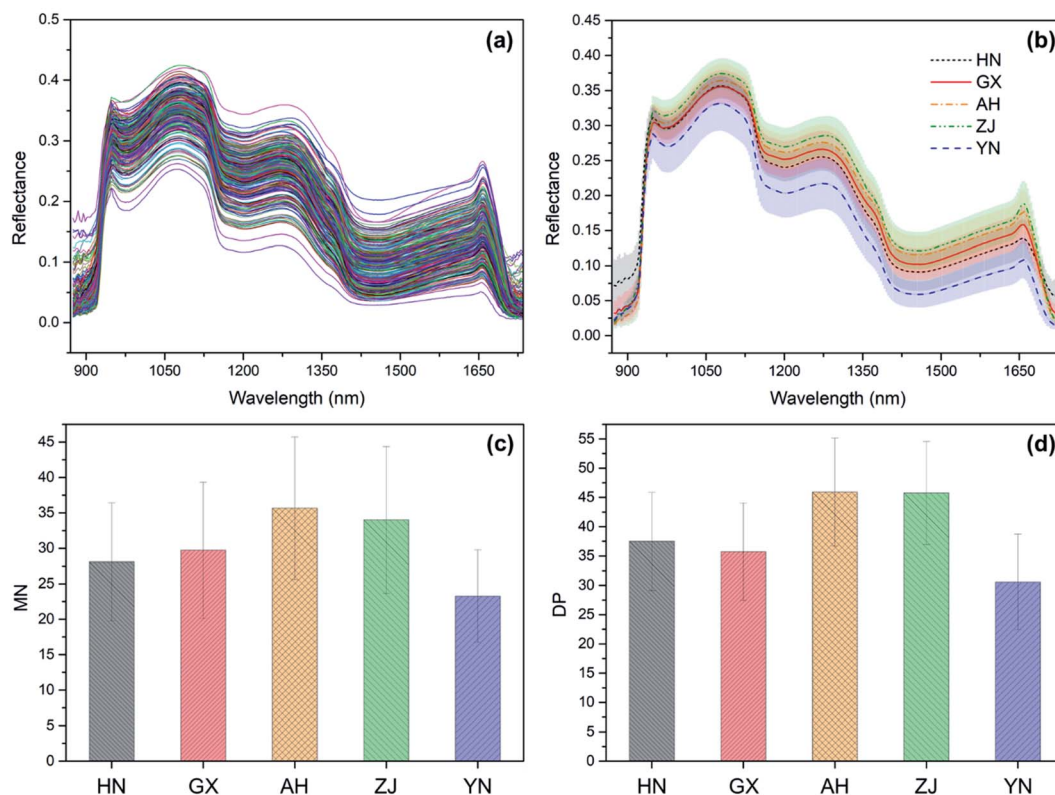 (a)
0.5
0.4
0.3
0.2
0.1
0.0
Reflectance
900 1050 1200 1350 1500 1650
Wavelength (nm)
(b)
HN
GX
AH
ZJ
YN
0.45
0.40
0.35
0.30
0.25
0.20
0.15
0.10
0.05
0.00
Reflectance
900 1050 1200 1350 1500 1650
Wavelength (nm)
(c)
45
40
35
30
25
20
15
10
5
0
MN
HN GX AH ZJ YN
(d)
55
50
45
40
35
30
25
20
15
10
5
0
DP
HN GX AH ZJ YN